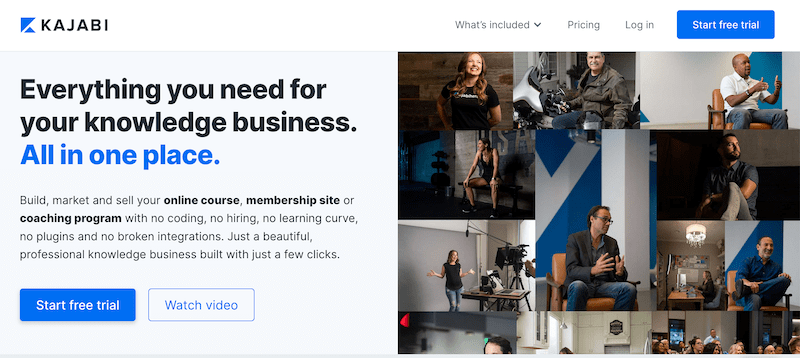 KAJABI
What's included
Pricing
Log in
Start free trial
Everything you need for
your knowledge business.
All in one place.
Build, market and sell your online course, membership site or
coaching program with no coding, no hiring, no learning curve,
no plugins and no broken integrations. Just a beautiful,
professional knowledge business built with just a few clicks.
Start free trial
Watch video